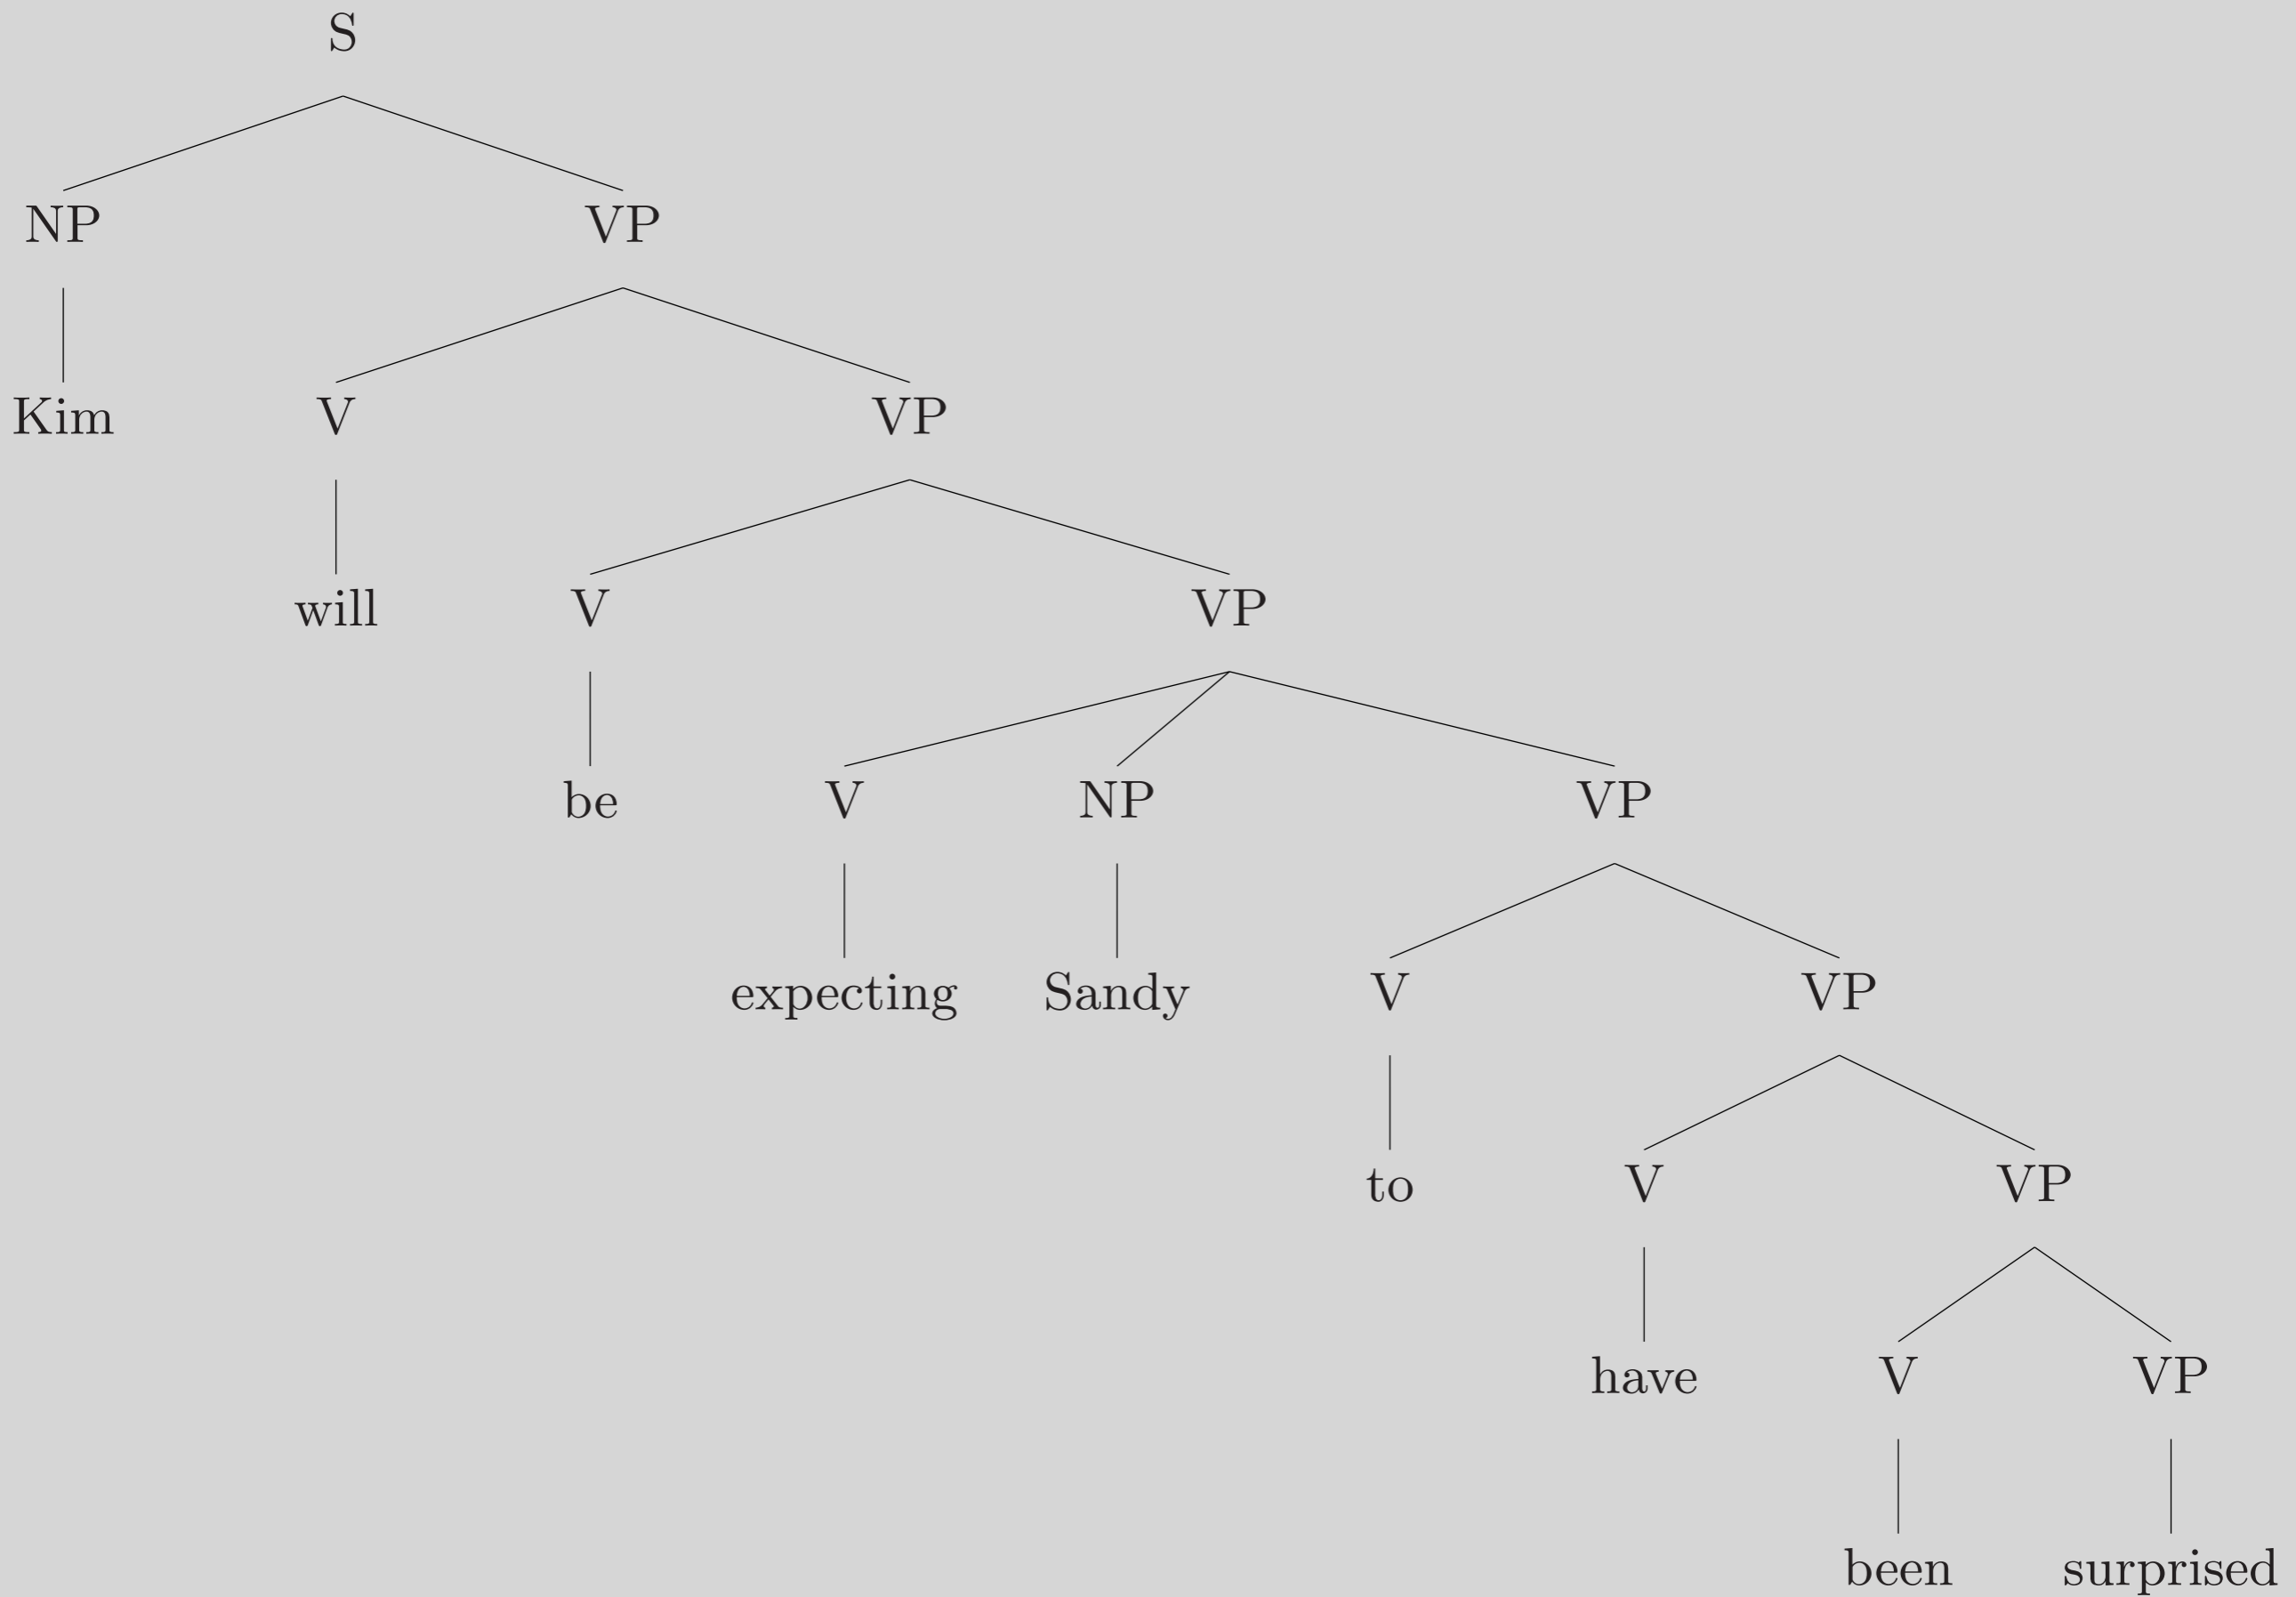 S
NP VP
Kim V VP
will V VP
be V NP VP
expecting Sandy V VP
to V VP
have V VP
been surprised